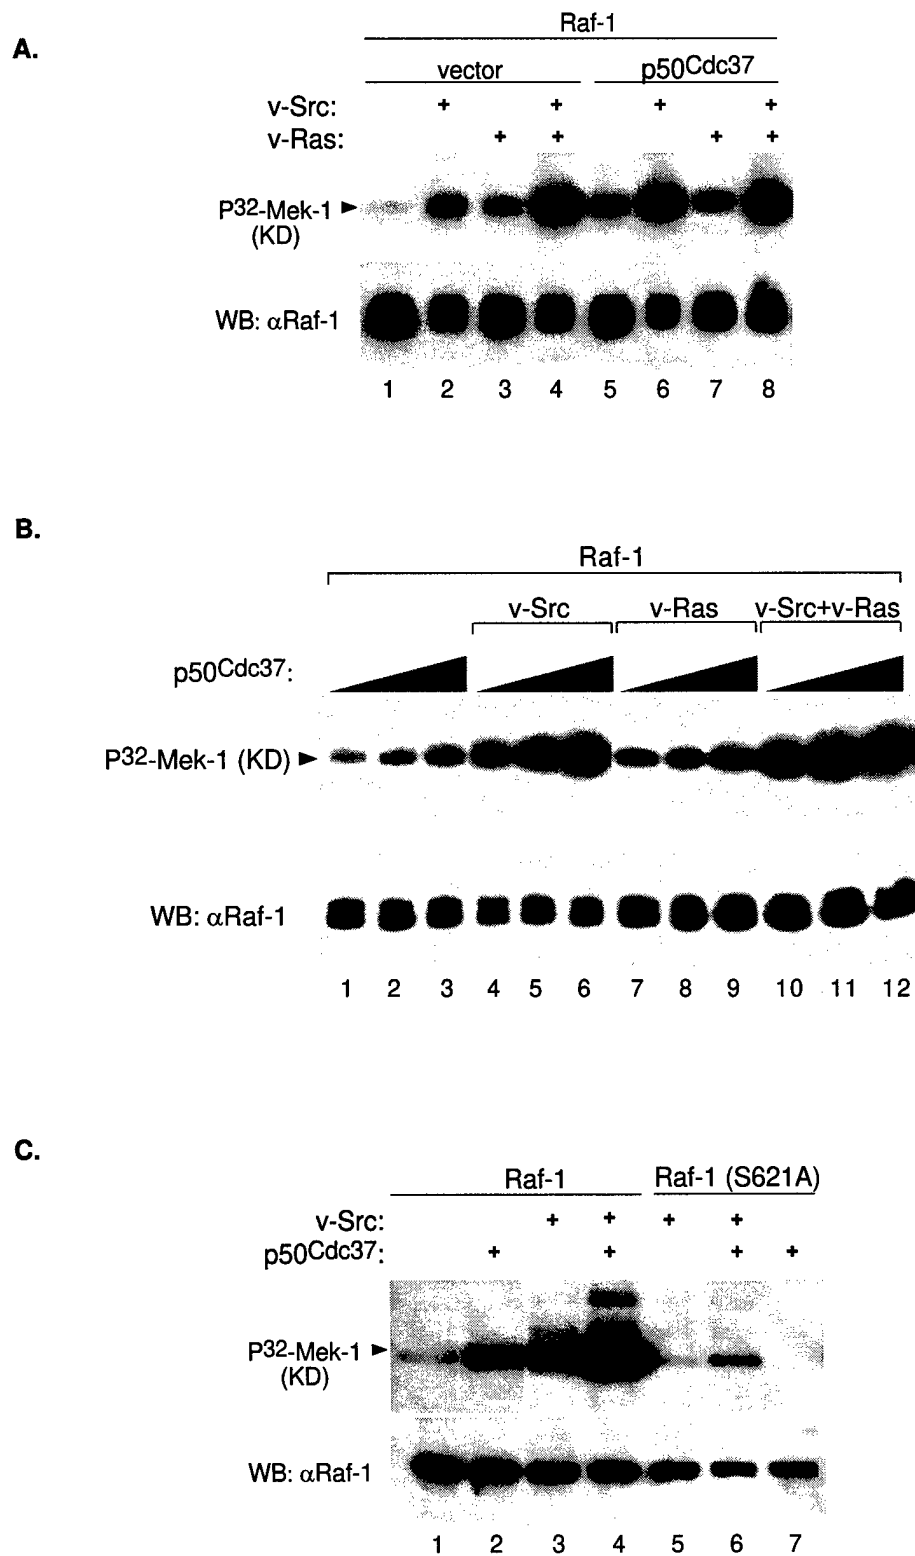 A.
Raf-1
vector p50Cdc37
v-Src: + + + +
v-Ras: + + + +
P32-Mek-1
(KD)
WB: αRaf-1
1 2 3 4 5 6 7 8
B.
Raf-1
v-Src v-Ras v-Src+v-Ras
p50Cdc37:
P32-Mek-1 (KD)
WB: αRaf-1
1 2 3 4 5 6 7 8 9 10 11 12
C.
Raf-1 Raf-1 (S621A)
v-Src: + + + +
p50Cdc37: + + + +
P32-Mek-1
(KD)
WB: αRaf-1
1 2 3 4 5 6 7